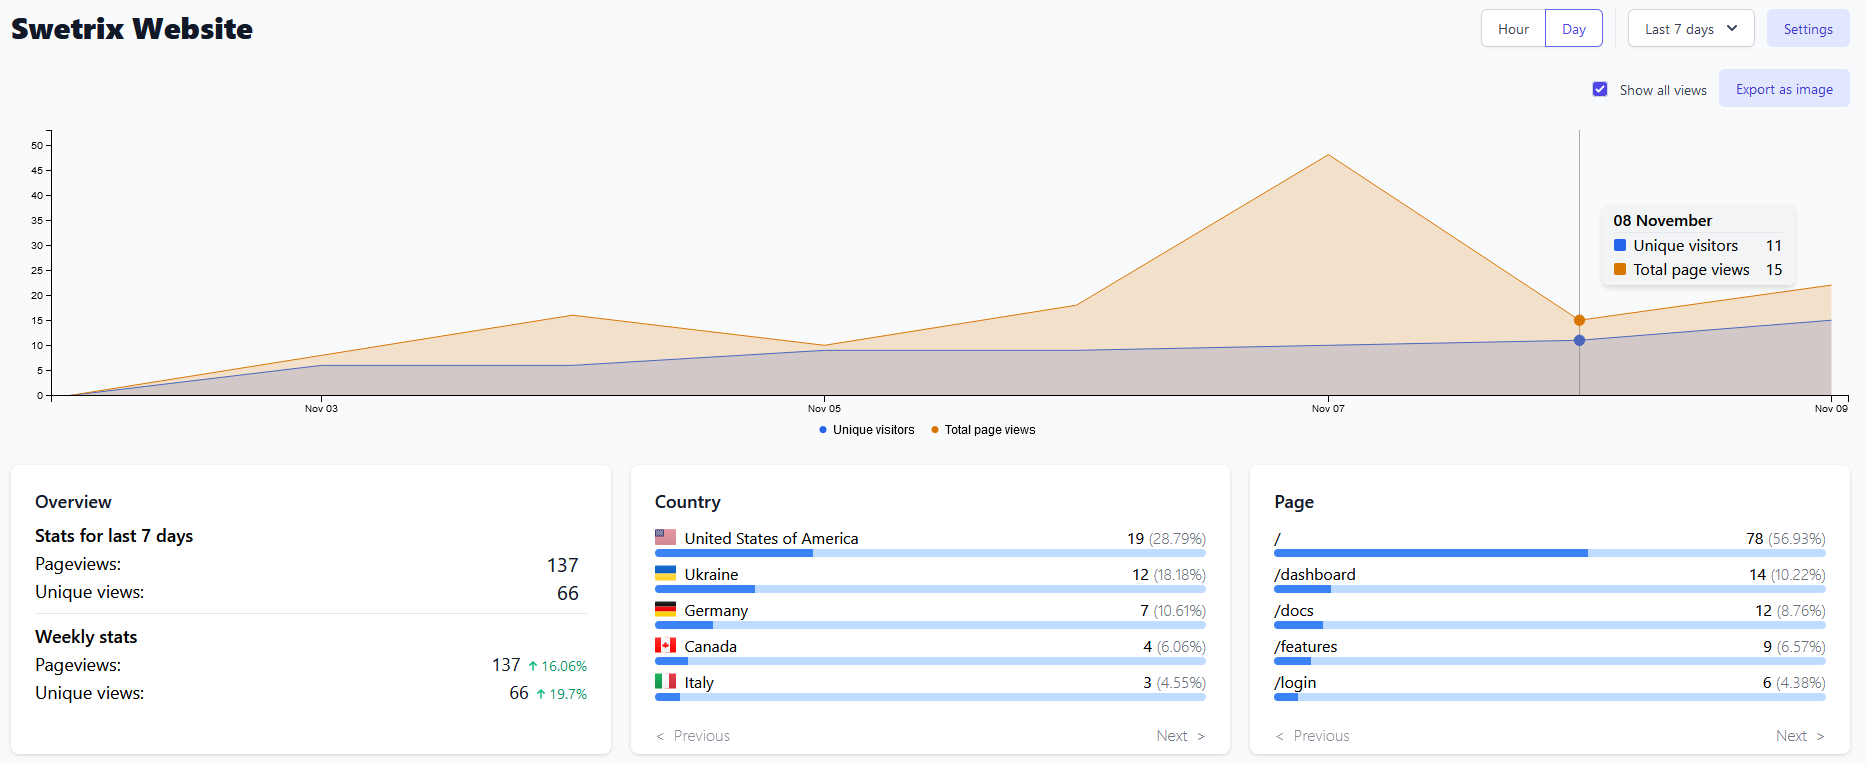 Swetrix Website
Hour Day Last 7 days Settings
Show all views Export as image
50
45
40
35
30
25
20
15
10
5
0
08 November
Unique visitors 11
Total page views 15
Nov 03 Nov 05 Nov 07 Nov 09
Unique visitors Total page views
Overview
Stats for last 7 days
Pageviews: 137
Unique views: 66
Weekly stats
Pageviews: 137 ↑ 16.06%
Unique views: 66 ↑ 19.7%
Country
United States of America 19 (28.79%)
Ukraine 12 (18.18%)
Germany 7 (10.61%)
Canada 4 (6.06%)
Italy 3 (4.55%)
< Previous Next >
Page
/ 78 (56.93%)
/dashboard 14 (10.22%)
/docs 12 (8.76%)
/features 9 (6.57%)
/login 6 (4.38%)
< Previous Next >